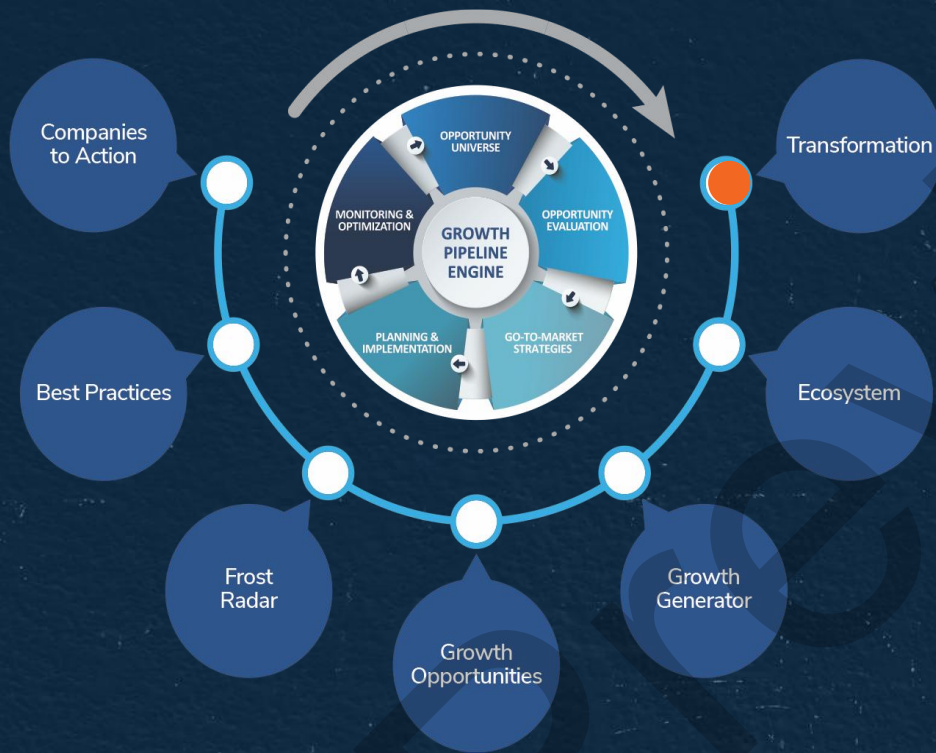 Companies
to Action
Transformation
OPPORTUNITY
UNIVERSE
MONITORING &
OPTIMIZATION
OPPORTUNITY
EVALUATION
GROWTH
PIPELINE
ENGINE
PLANNING &
IMPLEMENTATION
GO-TO-MARKET
STRATEGIES
Best Practices
Ecosystem
Frost
Radar
Growth
Generator
Growth
Opportunities